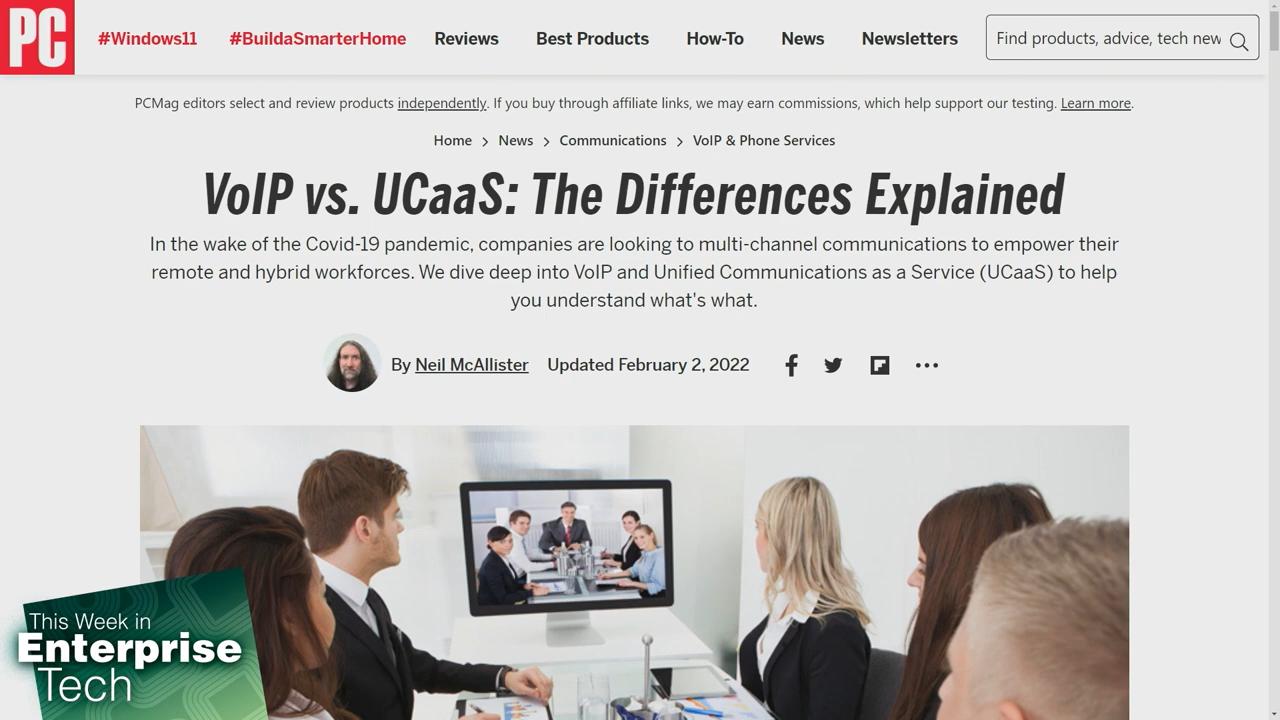 PC
#Windows11 #BuildaSmarterHome Reviews Best Products How-To News Newsletters Find products, advice, tech new
PCMag editors select and review products independently. If you buy through affiliate links, we may earn commissions, which help support our testing. Learn more.
Home > News > Communications > VoIP & Phone Services
VoIP vs. UCaaS: The Differences Explained
In the wake of the Covid-19 pandemic, companies are looking to multi-channel communications to empower their
remote and hybrid workforces. We dive deep into VoIP and Unified Communications as a Service (UCaaS) to help
you understand what's what.
By Neil McAllister Updated February 2, 2022
This Week in
Enterprise
Tech